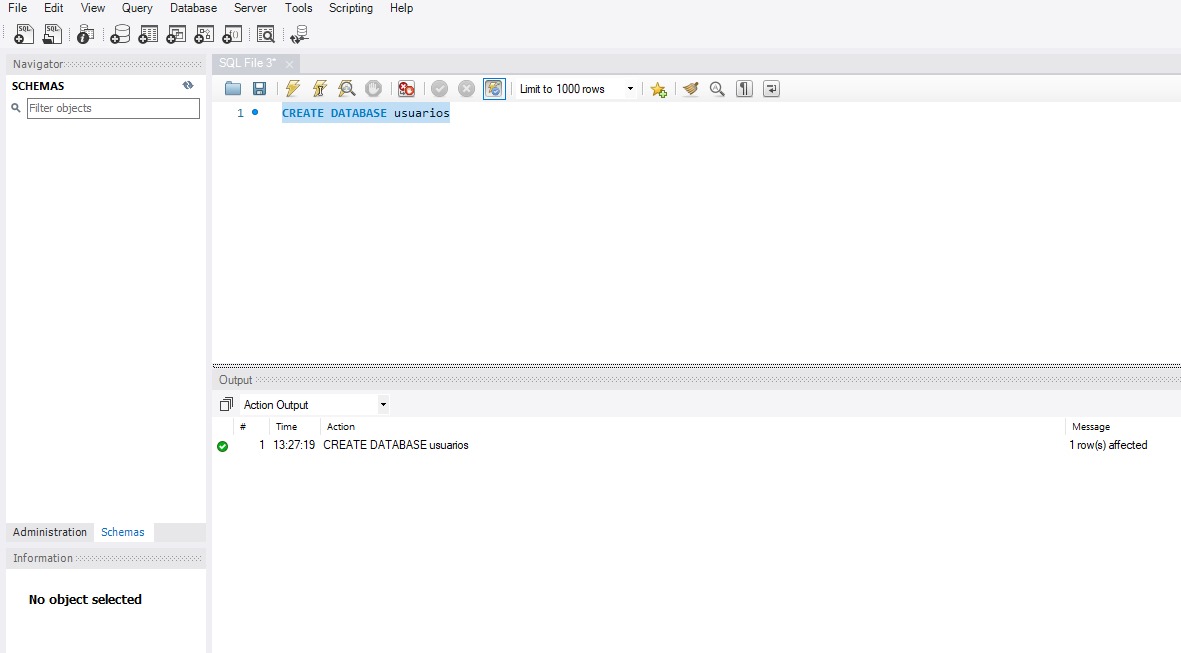 File Edit View Query Database Server Tools Scripting Help
Navigator
SCHEMAS
Filter objects
SQL File 3*
Limit to 1000 rows
1 CREATE DATABASE usuarios
Output
Action Output
# Time Action Message
1 13:27:19 CREATE DATABASE usuarios 1 row(s) affected
Administration Schemas
Information
No object selected